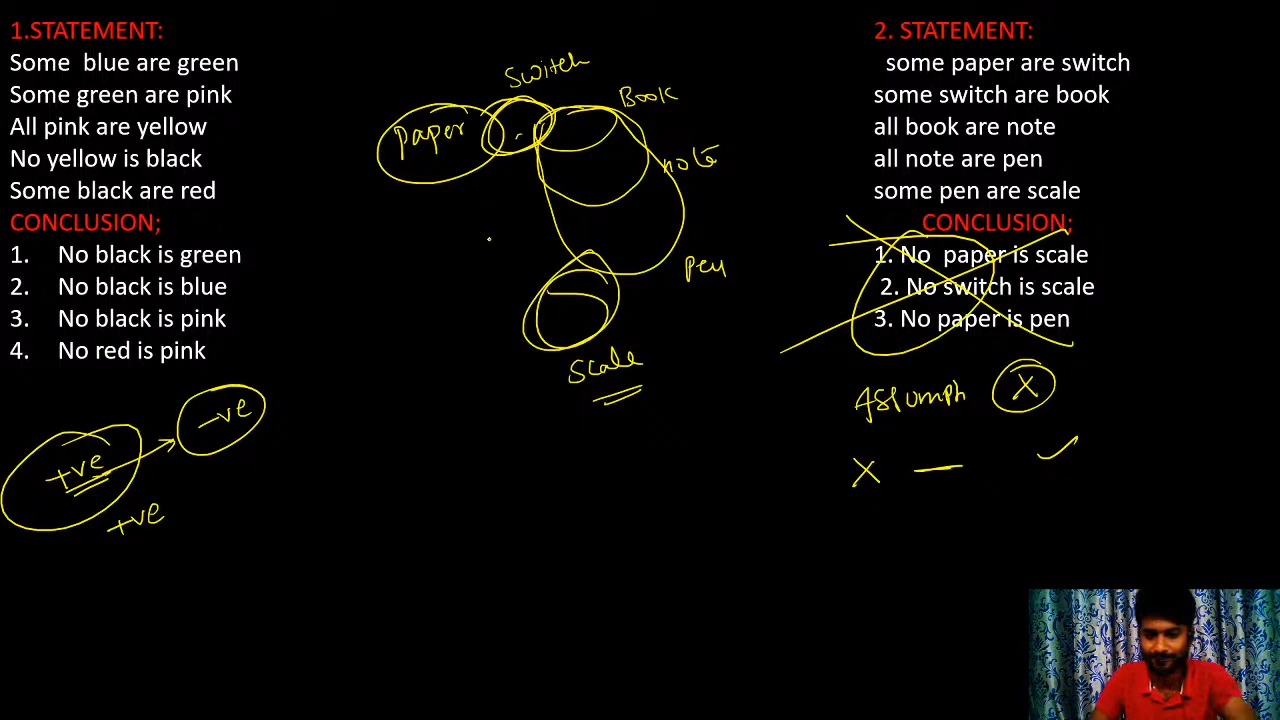 1.STATEMENT:
Some blue are green
Some green are pink
All pink are yellow
No yellow is black
Some black are red
CONCLUSION;
1. No black is green
2. No black is blue
3. No black is pink
4. No red is pink
-ve
+ve
+ve
switch
Book
paper
note
pen
scale
2. STATEMENT:
some paper are switch
some switch are book
all book are note
all note are pen
some pen are scale
CONCLUSION;
1. No paper is scale
2. No switch is scale
3. No paper is pen
X
X —